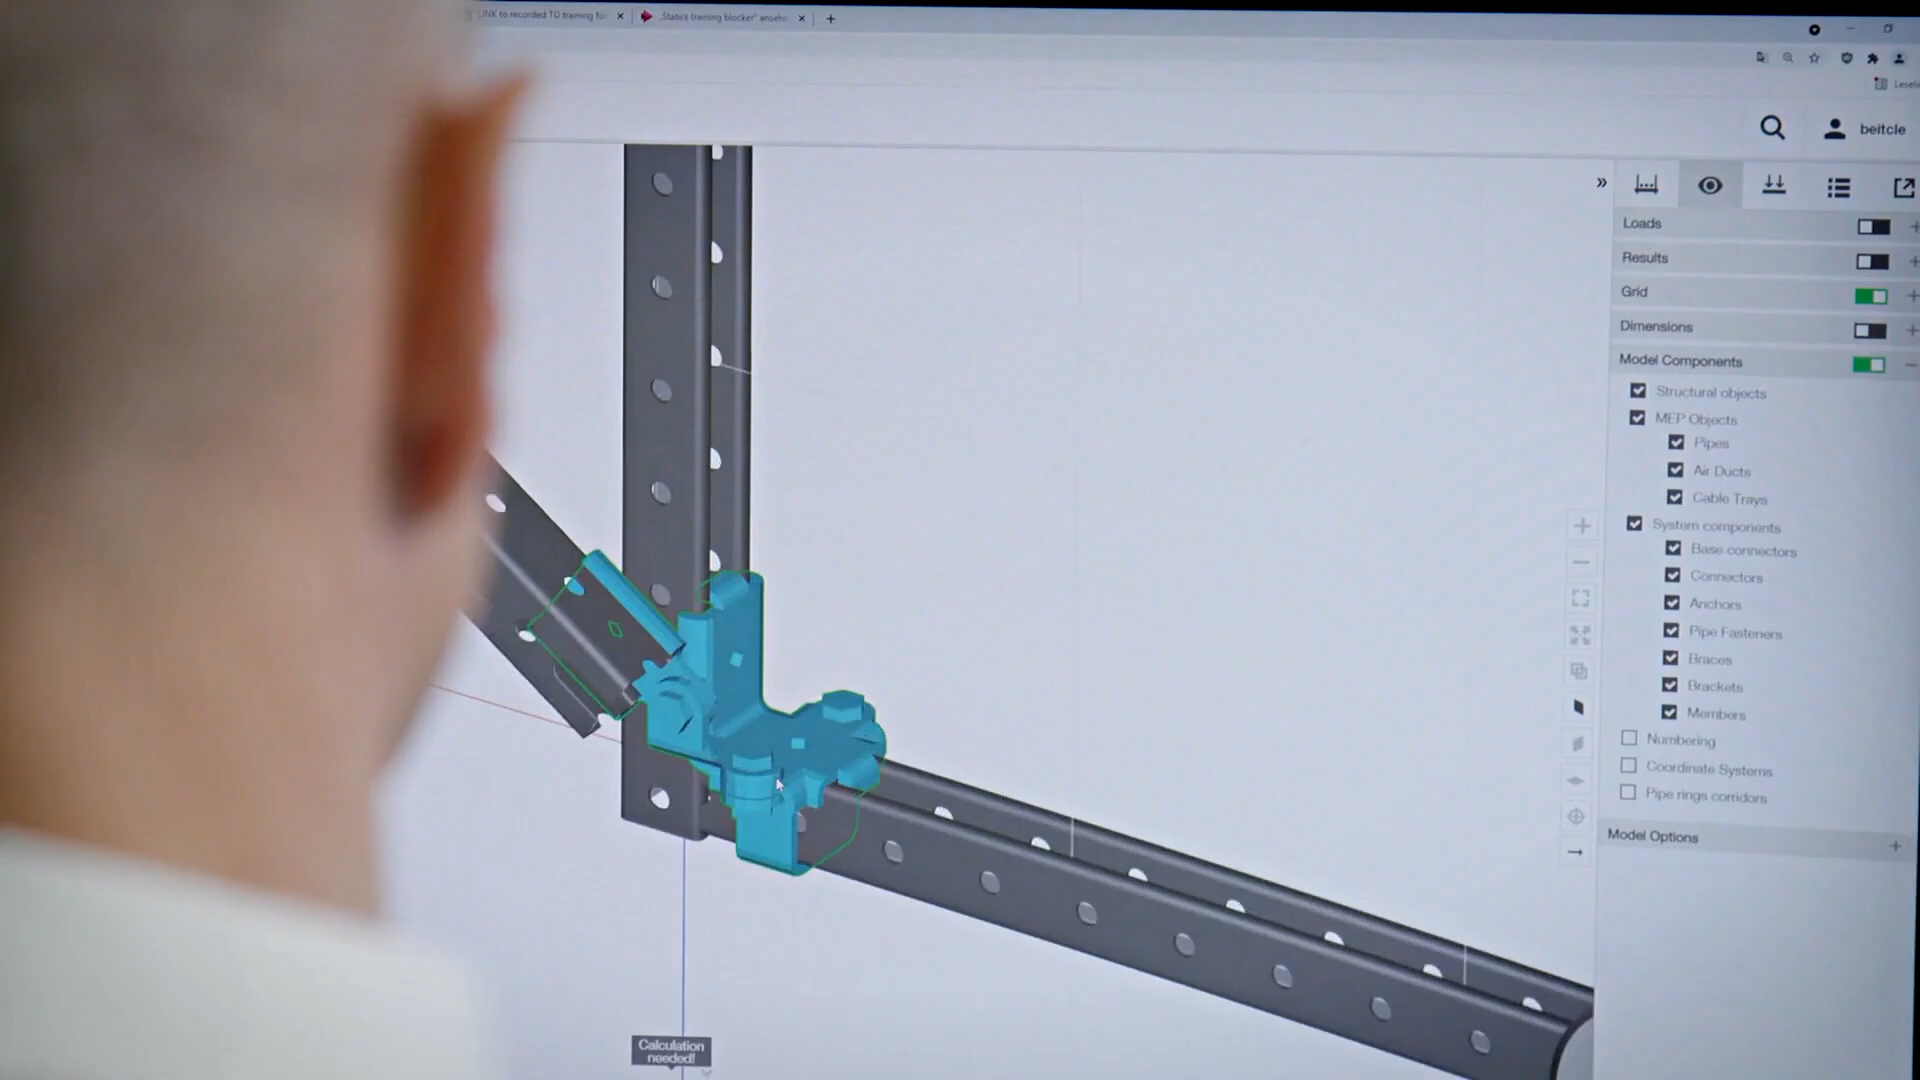 LINK to recorded TD training for
"Statics training blocker" anseh
beitcle
Loads
Results
Grid
Dimensions
Model Components
Structural objects
MEP Objects
Pipes
Air Ducts
Cable Trays
System components
Base connectors
Connectors
Anchors
Pipe Fasteners
Braces
Brackets
Members
Numbering
Coordinate Systems
Pipe rings corridors
Model Options
Calculation
needed!